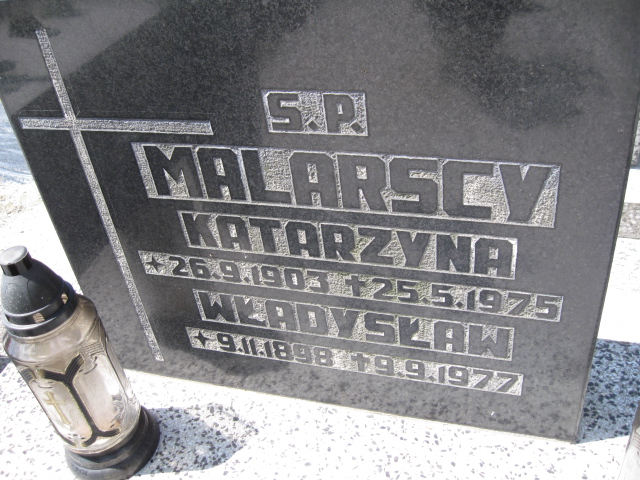 S.P.
MALARSCY
KATARZYNA
★26.9.1903 ✝25.5.1975
WŁADYSŁAW
★9.11.1898 ✝9.9.1977